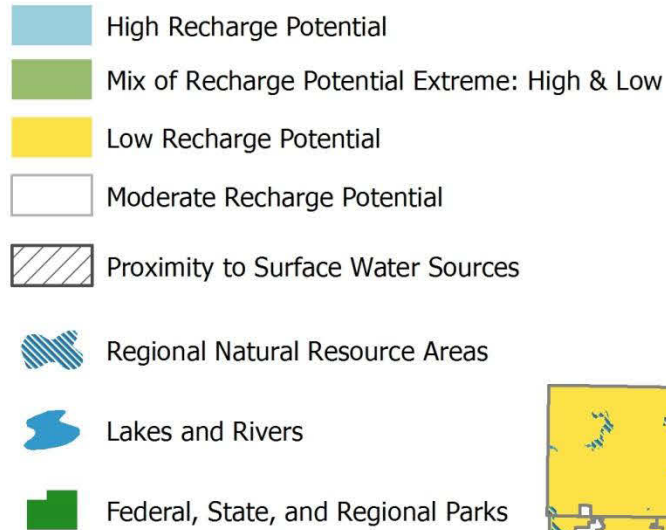 High Recharge Potential
Mix of Recharge Potential Extreme: High & Low
Low Recharge Potential
Moderate Recharge Potential
Proximity to Surface Water Sources
Regional Natural Resource Areas
Lakes and Rivers
Federal, State, and Regional Parks